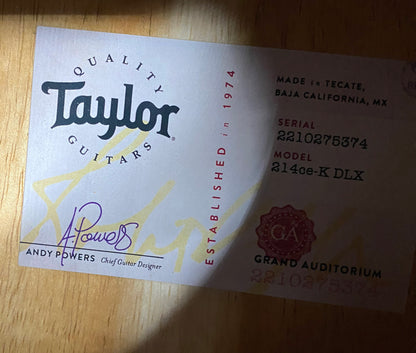 QUALITY
Taylor
GUITARS
A. Powers
ANDY POWERS Chief Guitar Designer
ESTABLISHED in 1974
MADE in TECATE,
BAJA CALIFORNIA, MX
SERIAL
2210275374
MODEL
214ce-K DLX
GA
GRAND AUDITORIUM
2210275374